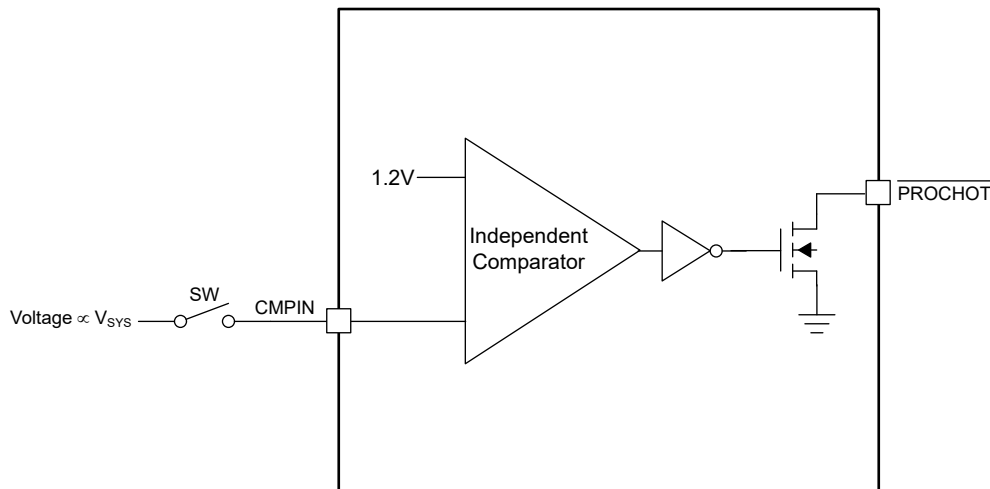 1.2V
Independent
Comparator
PROCHOT
SW
CMPIN
Voltage ∝ VSYS